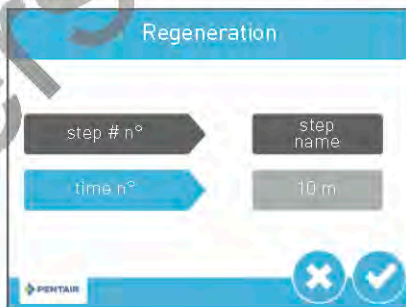 Regeneration
step # n°
step
name
time n°
10 m
PENTAIR